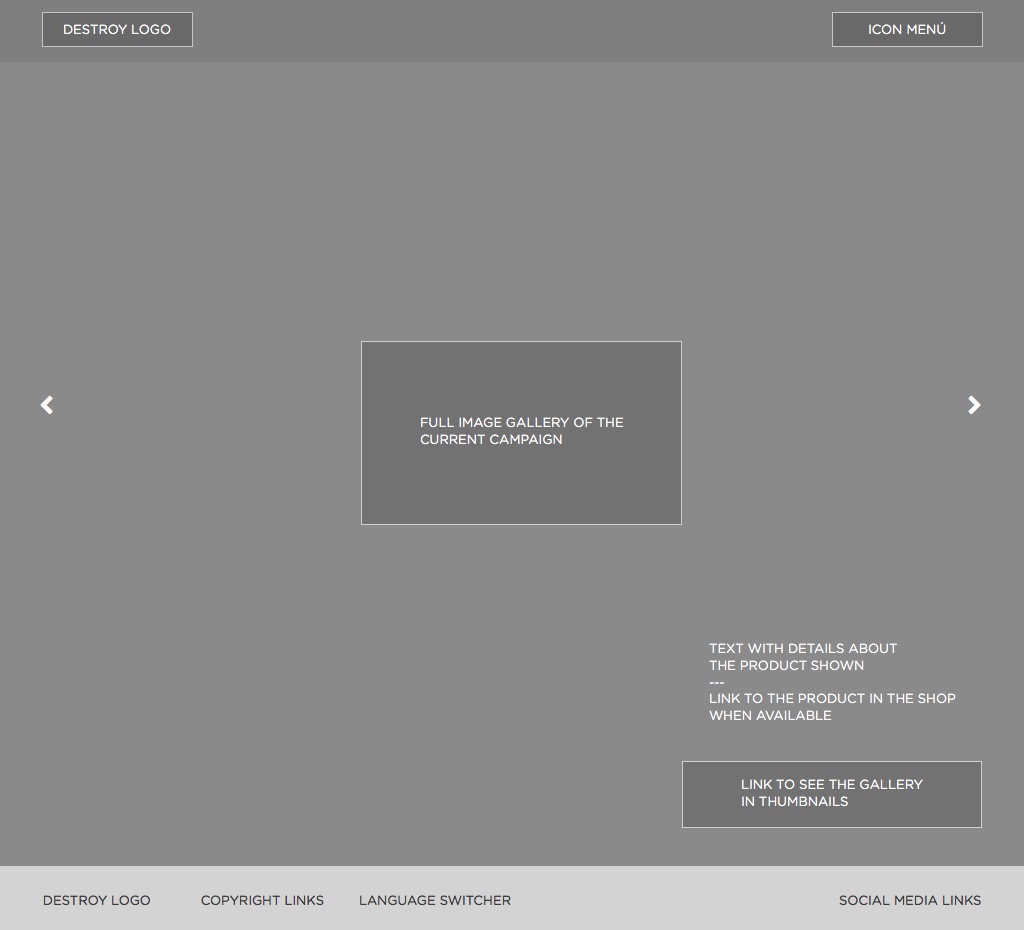 DESTROY LOGO
ICON MENÚ
FULL IMAGE GALLERY OF THE
CURRENT CAMPAIGN
TEXT WITH DETAILS ABOUT
THE PRODUCT SHOWN
---
LINK TO THE PRODUCT IN THE SHOP
WHEN AVAILABLE
LINK TO SEE THE GALLERY
IN THUMBNAILS
DESTROY LOGO
COPYRIGHT LINKS
LANGUAGE SWITCHER
SOCIAL MEDIA LINKS